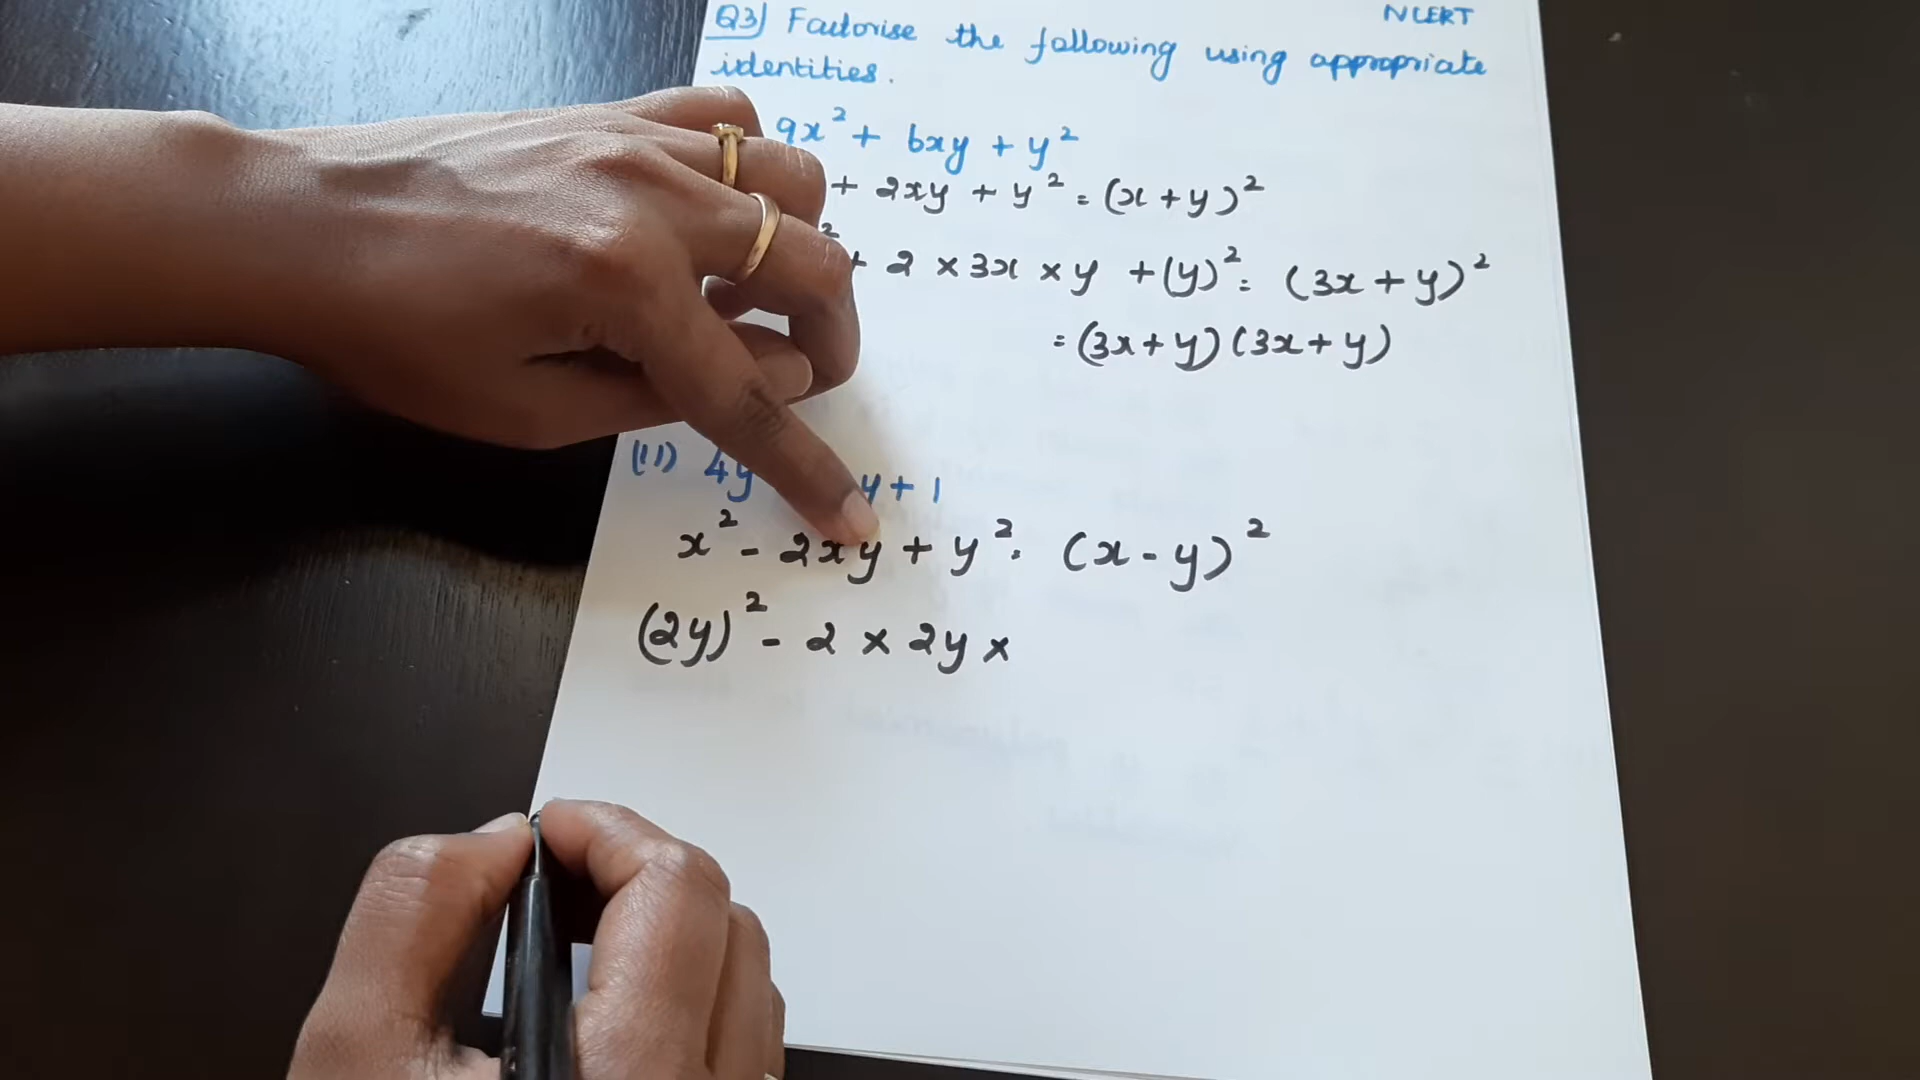 Q3) Factorise the following using appropriate
NCERT
identities.
9x² + 6xy + y²
+ 2xy + y² = (x + y)²
² + 2 × 3x × y + (y)² = (3x + y)²
= (3x + y)(3x + y)
(ii) 4y y + 1
x² - 2xy + y² = (x - y)²
(2y)² - 2 × 2y ×